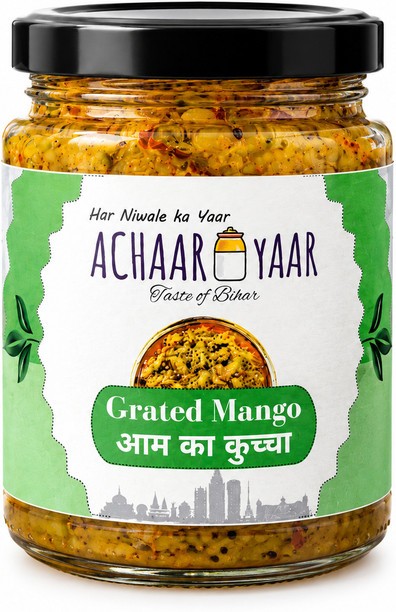 Har Niwale ka Yaar
ACHAAR YAAR
Taste of Bihar
Grated Mango
आम का कुच्चा